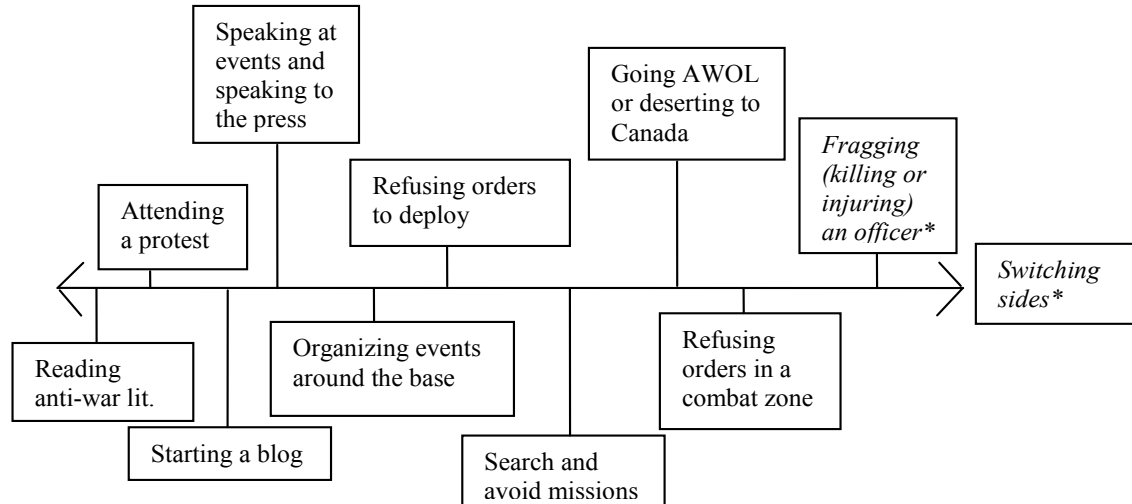 Speaking at
events and
speaking to
the press
Going AWOL
or deserting to
Canada
Fragging
(killing or
injuring)
an officer*
Refusing orders
to deploy
Attending
a protest
Switching
sides*
Reading
anti-war lit.
Organizing events
around the base
Refusing
orders in a
combat zone
Starting a blog
Search and
avoid missions